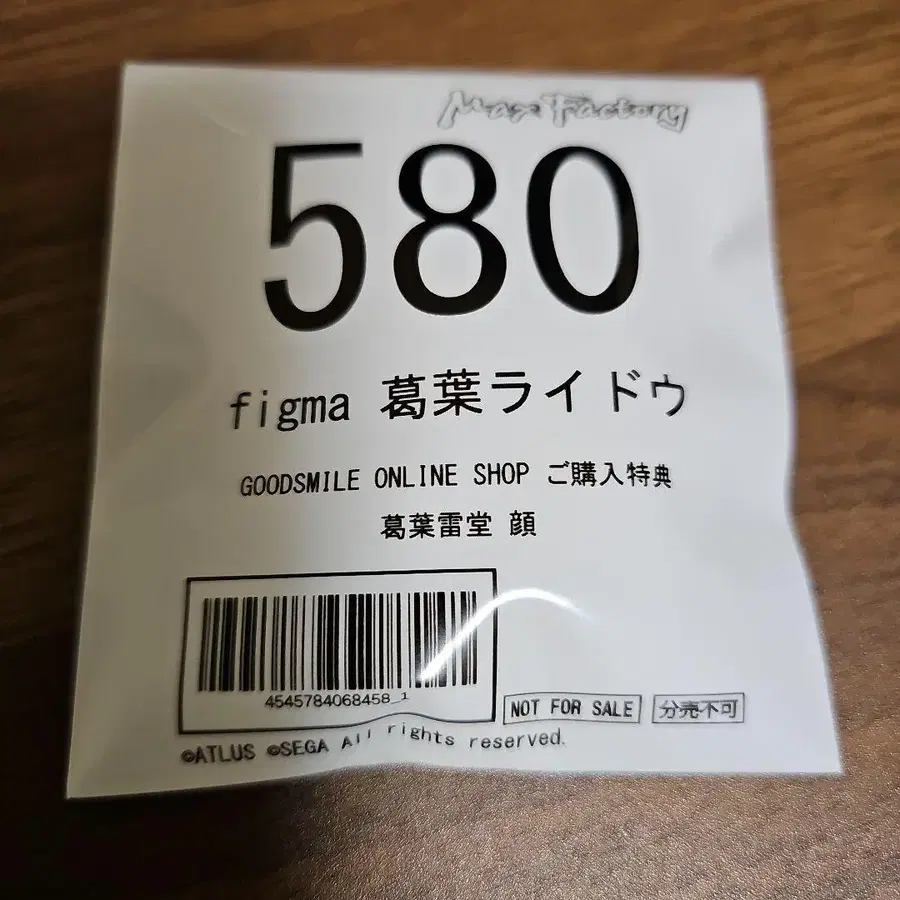 Max Factory
580
figma 葛葉ライドウ
GOODSMILE ONLINE SHOP ご購入特典
葛葉雷堂 顔
4545784068458_1
NOT FOR SALE 分売不可
©ATLUS ©SEGA All rights reserved.